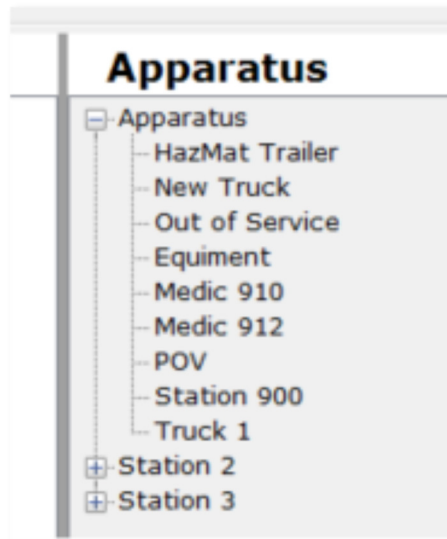 Apparatus
Apparatus
HazMat Trailer
New Truck
Out of Service
Equiment
Medic 910
Medic 912
POV
Station 900
Truck 1
Station 2
Station 3